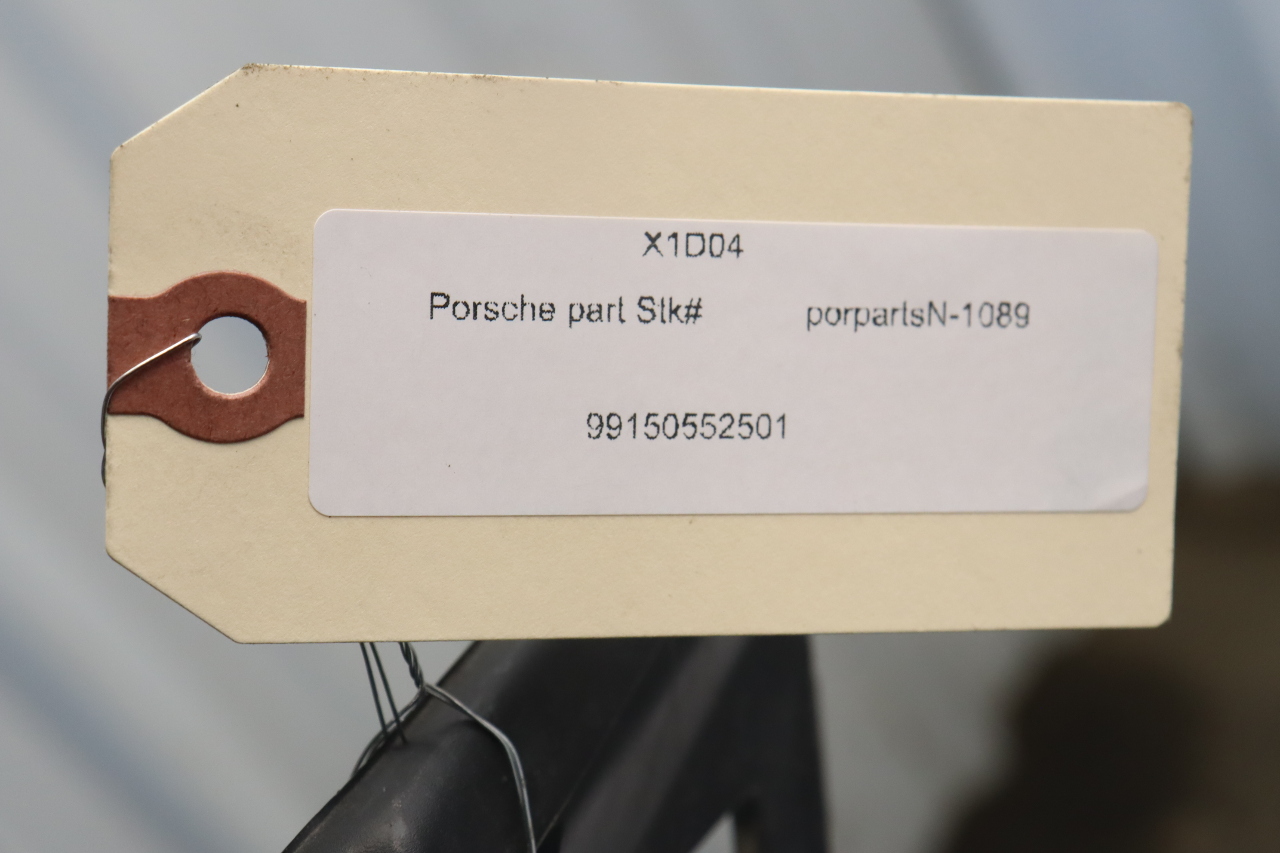 X1D04
Porsche part Stk# porpartsN-1089
99150552501